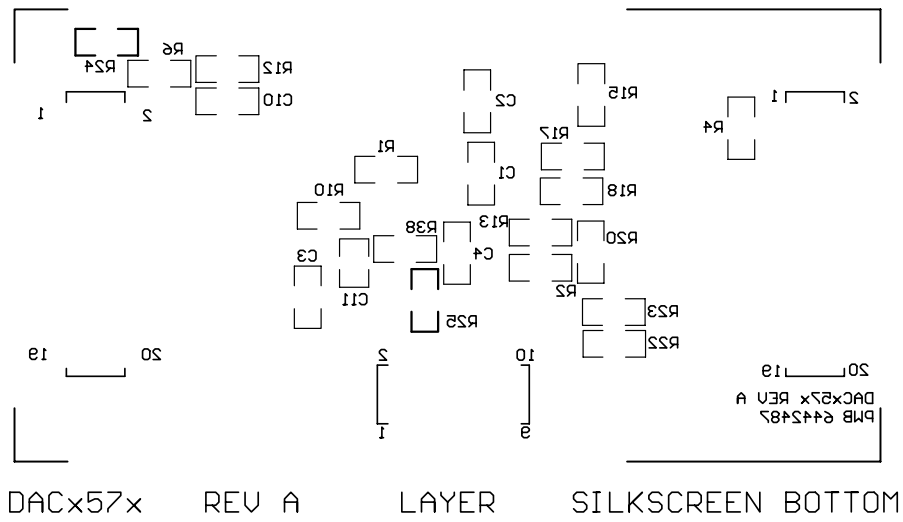 R24
R6
R12
C10
1
2
C2
R15
R4
1
2
R1
C1
R17
R18
R10
R38
C4
R13
R20
C3
C11
R25
R2
R23
R22
19
20
2
10
1
9
19
20
DACx57x REV A
PWB 6442487
DACx57x REV A LAYER SILKSCREEN BOTTOM